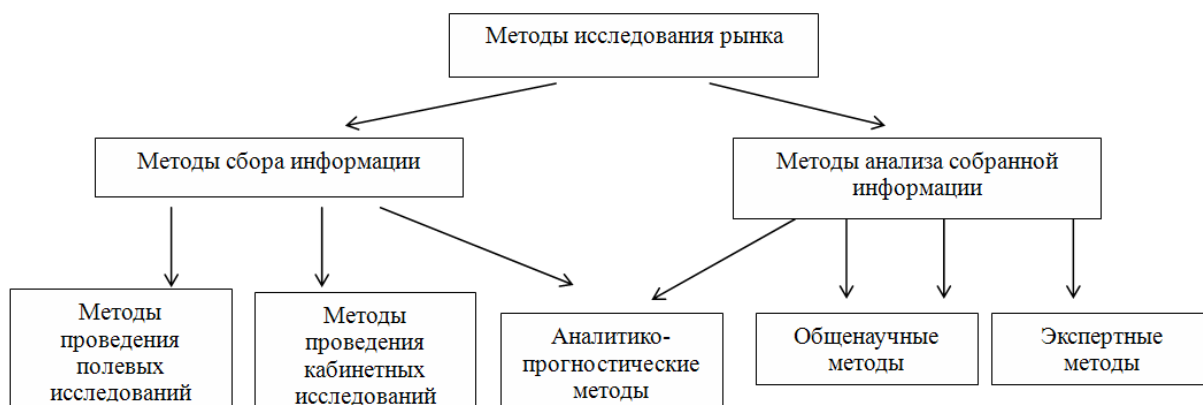 Методы исследования рынка
Методы сбора информации
Методы анализа собранной
информации
Методы
проведения
полевых
исследований
Методы
проведения
кабинетных
исследований
Аналитико-
прогностические
методы
Общенаучные
методы
Экспертные
методы